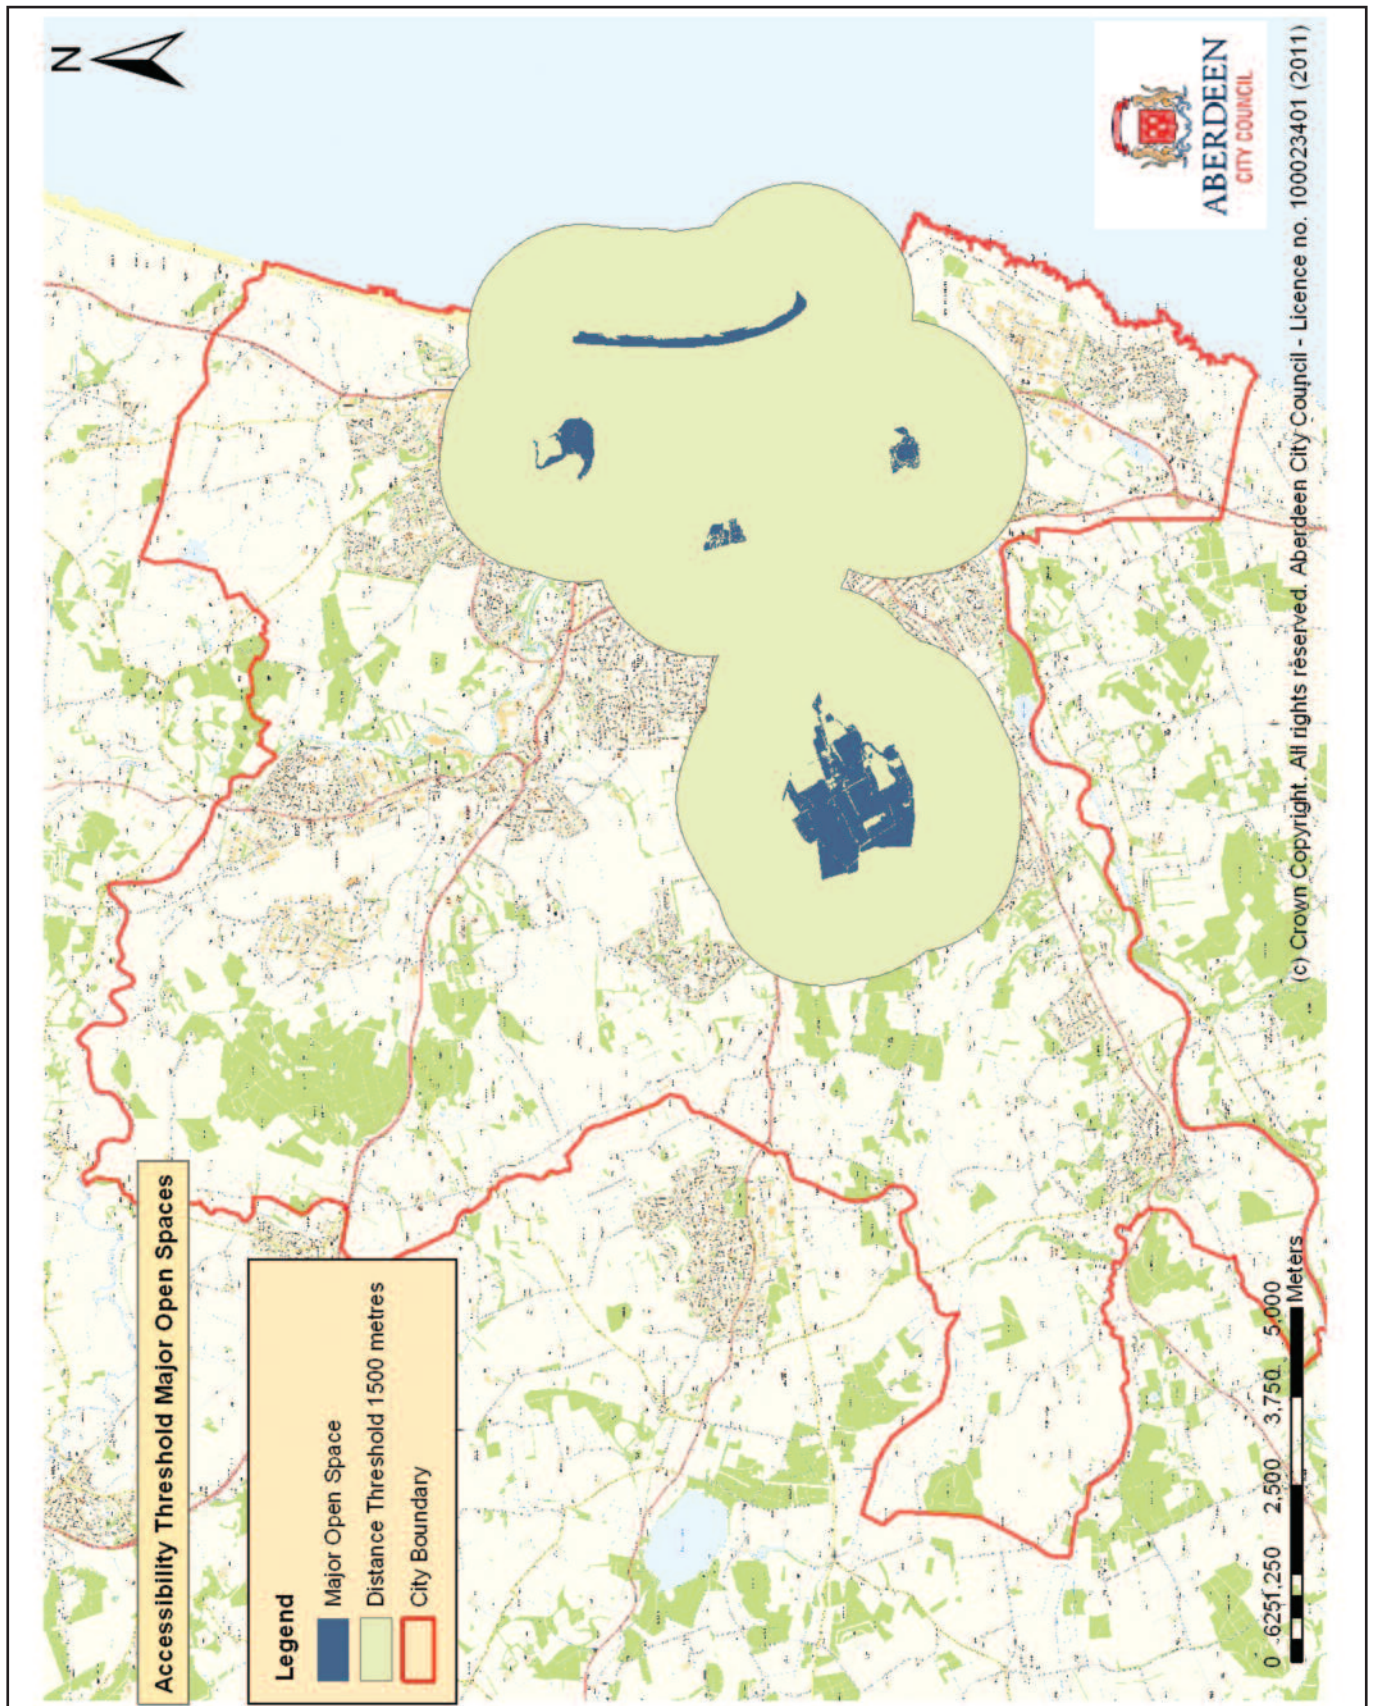 N
Accessibility Threshold Major Open Spaces
Legend
Major Open Space
Distance Threshold 1500 metres
City Boundary
ABERDEEN
CITY COUNCIL
0 6251,250 2,500 3,750 5,000
Meters
(c) Crown Copyright. All rights reserved. Aberdeen City Council - Licence no. 100023401 (2011)